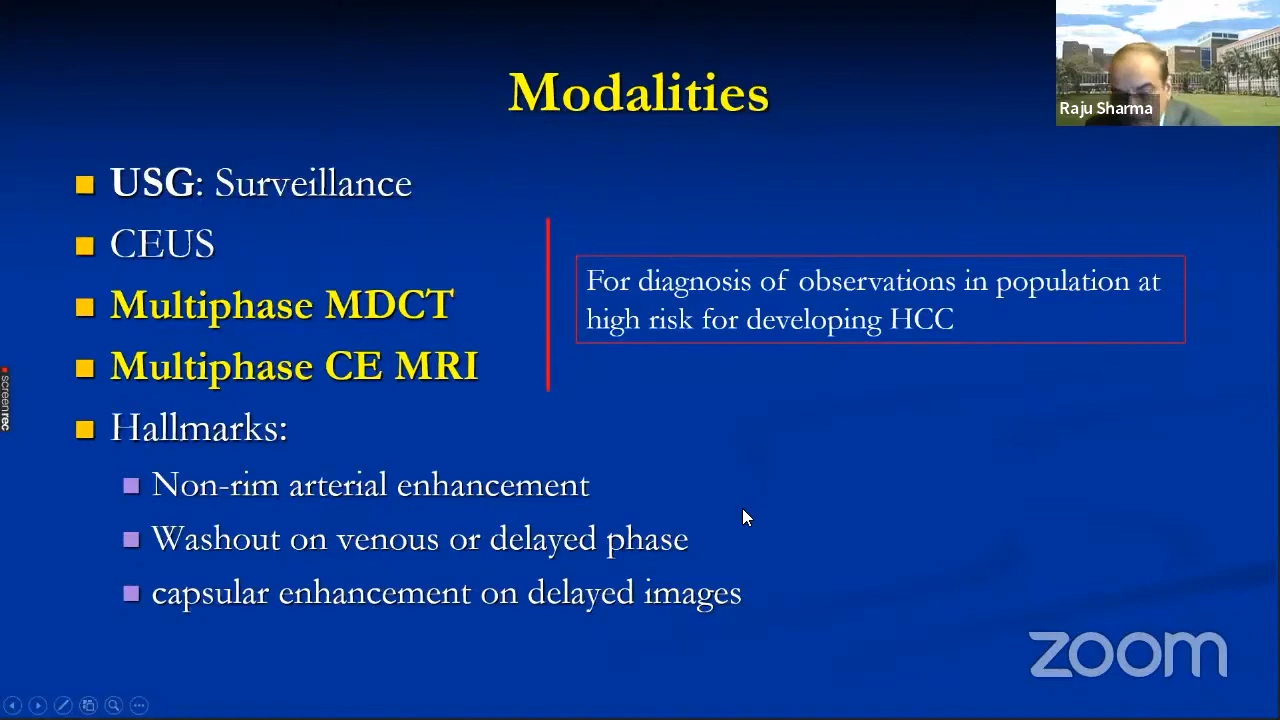 Modalities
Raju Sharma
USG: Surveillance
CEUS
Multiphase MDCT
Multiphase CE MRI
For diagnosis of observations in population at
high risk for developing HCC
Hallmarks:
Non-rim arterial enhancement
Washout on venous or delayed phase
capsular enhancement on delayed images
screenrec
zoom